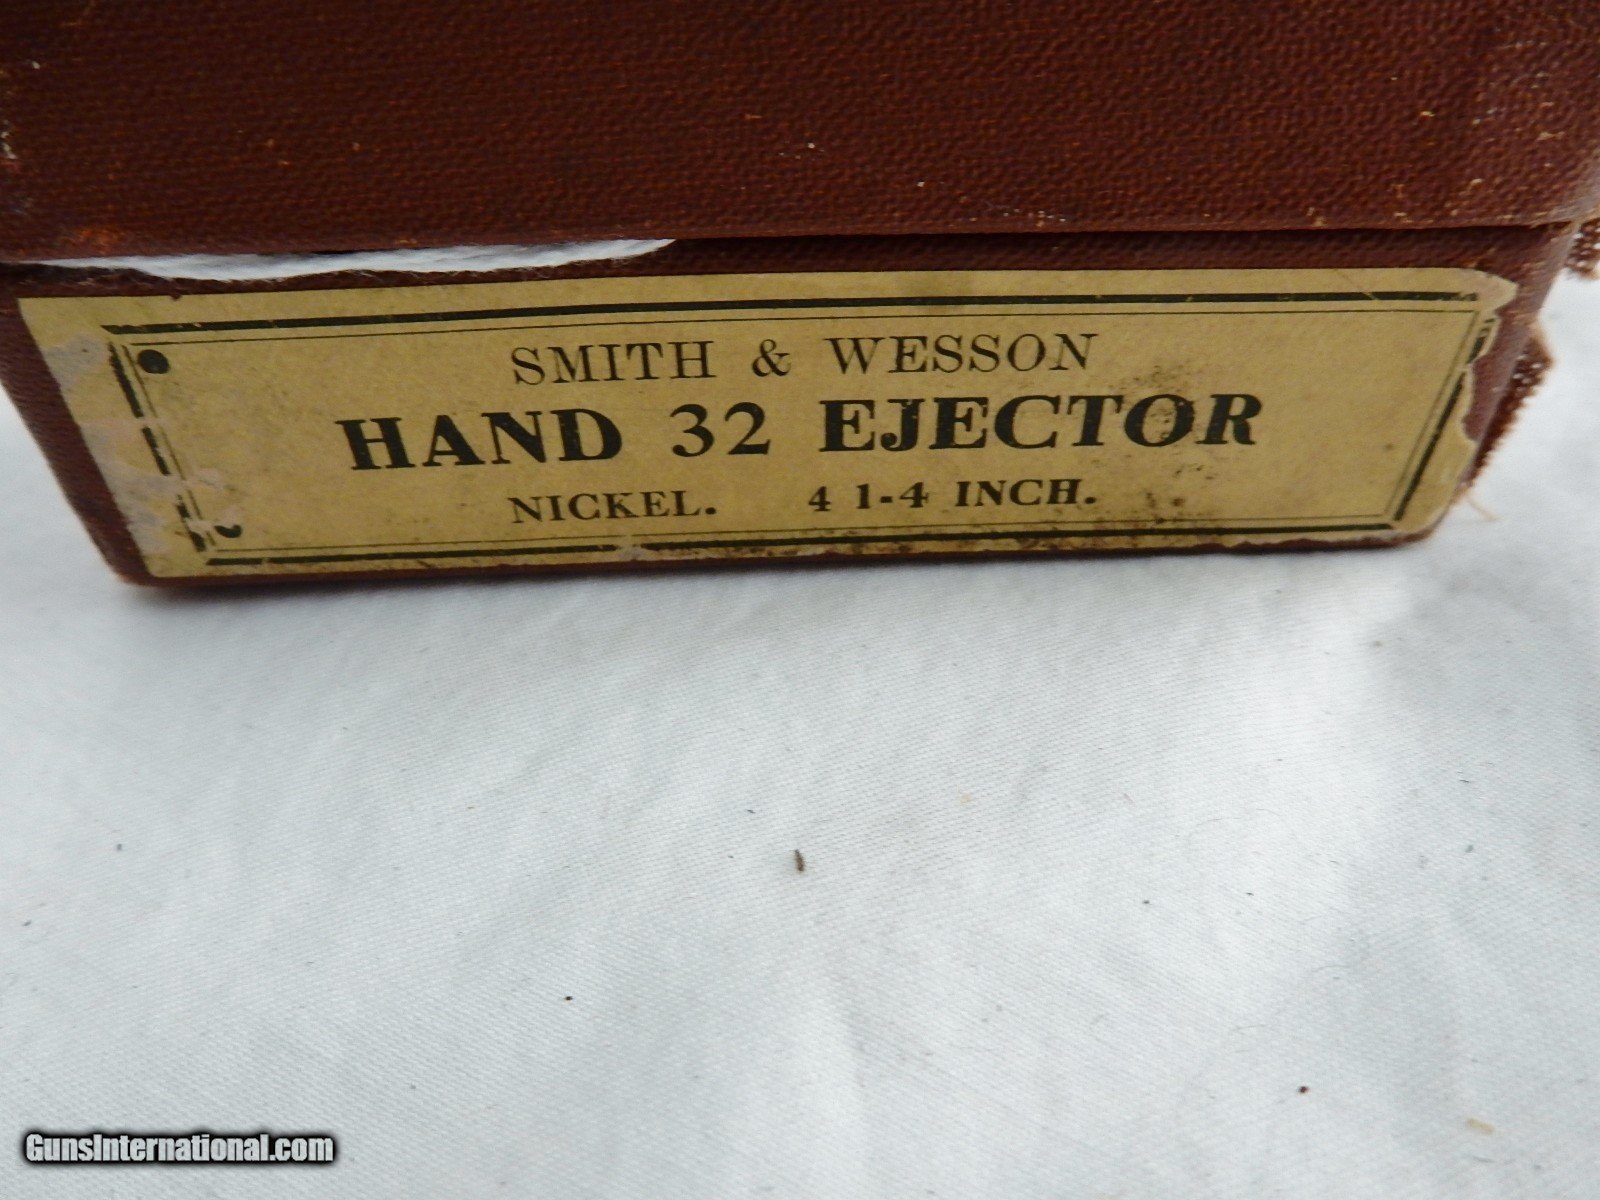 SMITH & WESSON
HAND 32 EJECTOR
NICKEL. 4 1-4 INCH.
GunsInternational.com